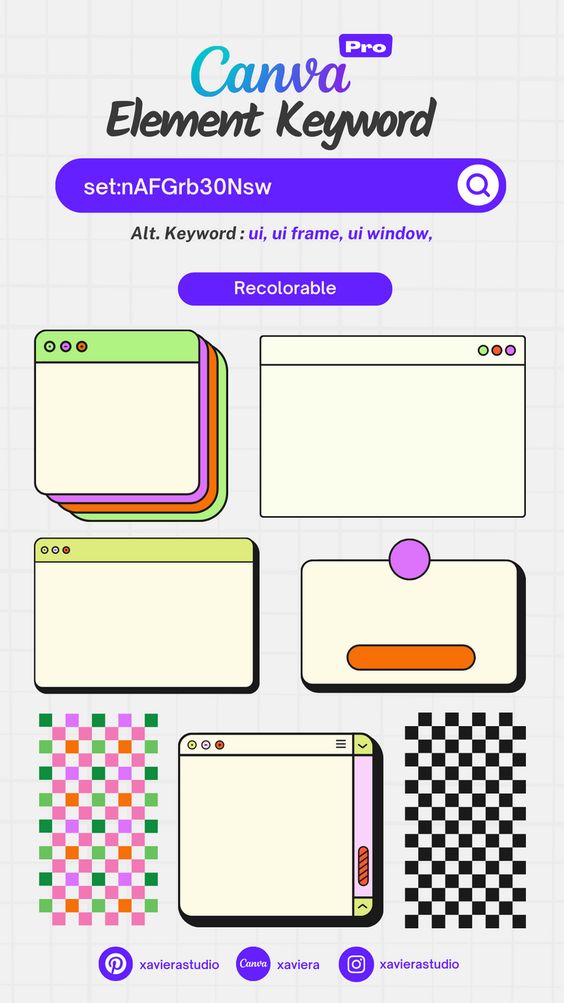 Canva Pro
Element Keyword
set:nAFGrb30Nsw
Alt. Keyword : ui, ui frame, ui window,
Recolorable
xavierastudio
Canva
xaviera
xavierastudio